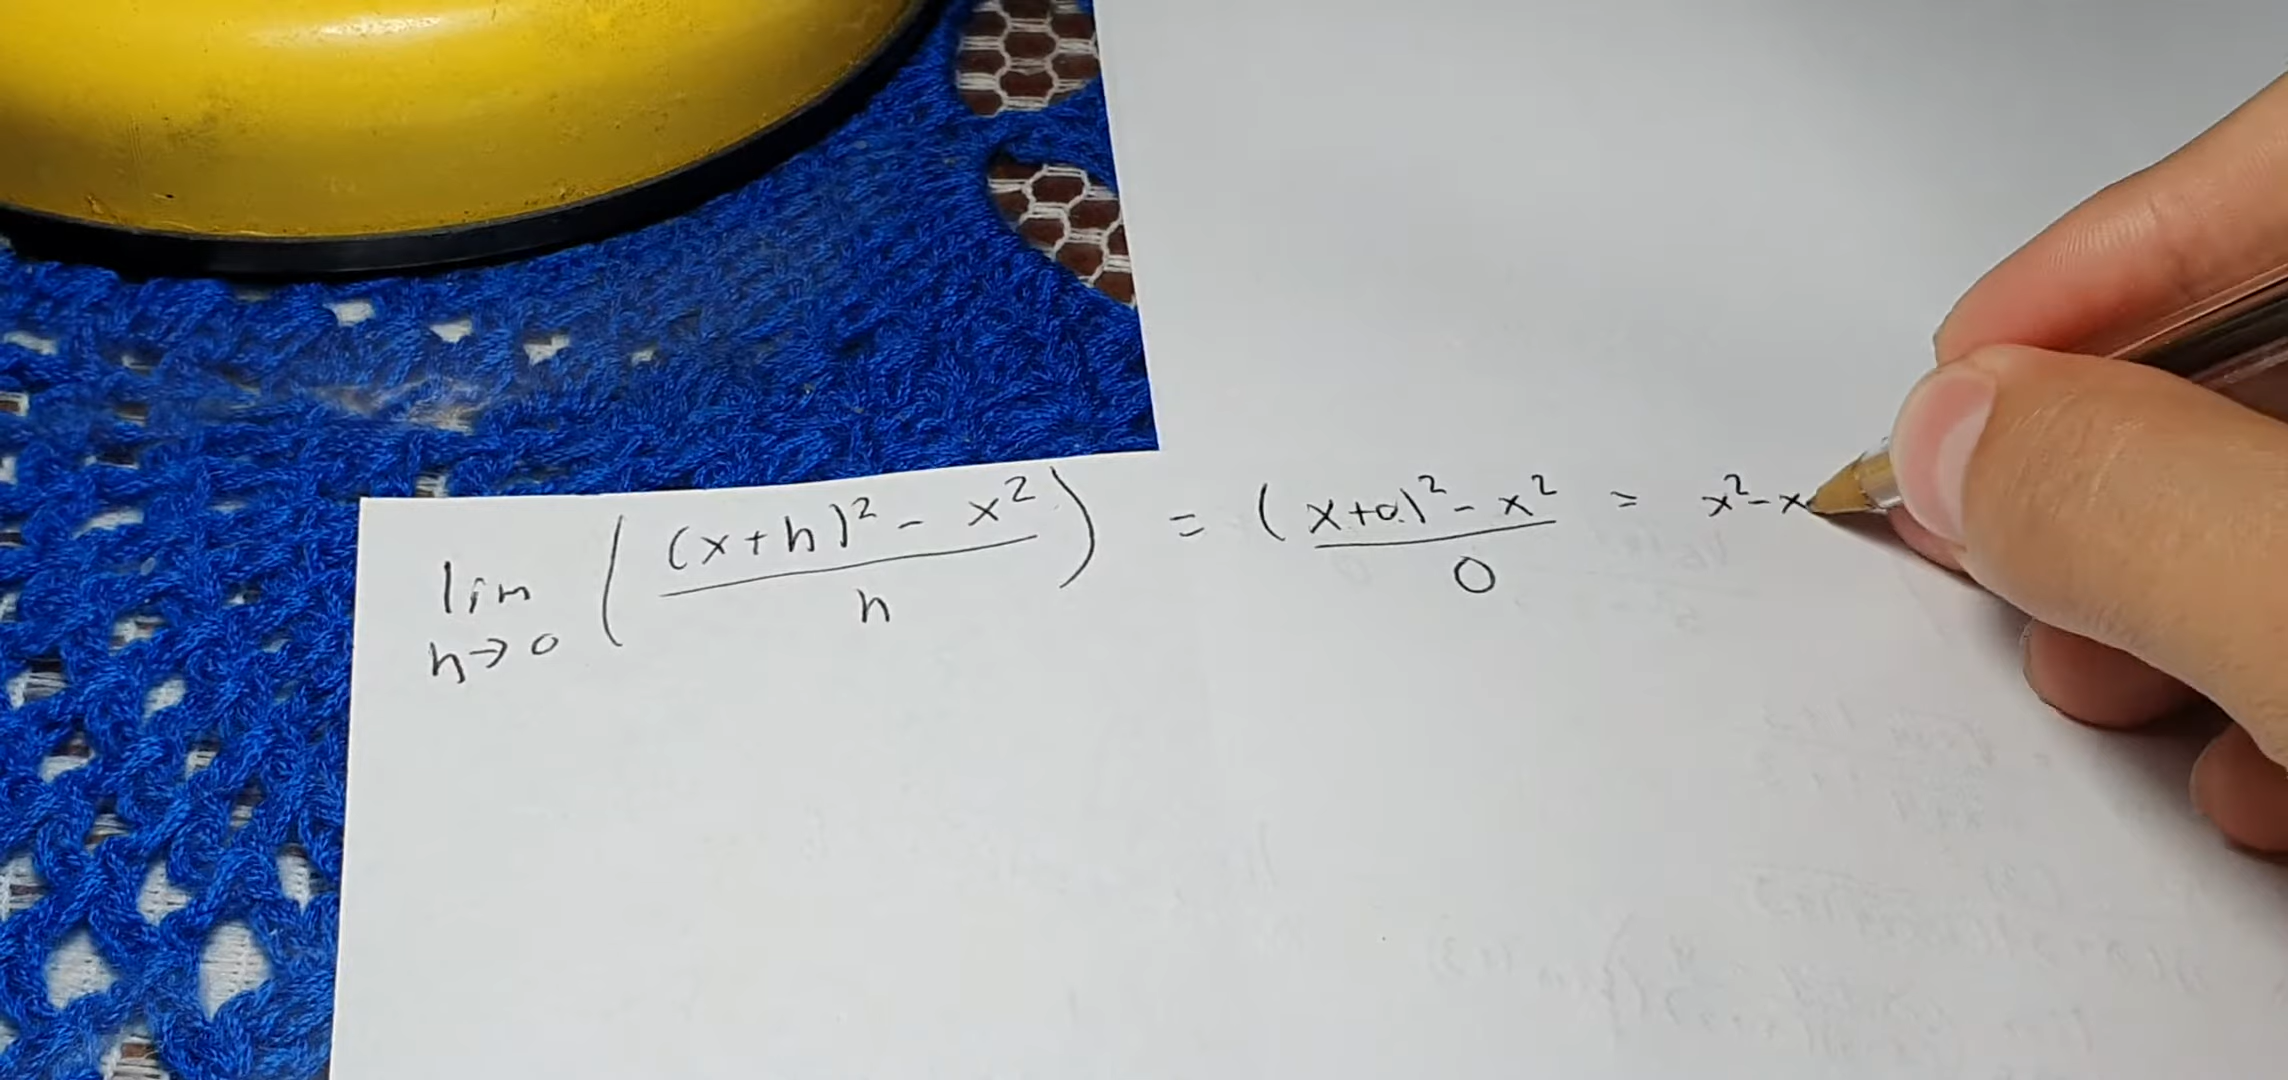 lim h→0 ( (x+h)² - x² / h ) = (x+0)² - x² / 0 = x² - x